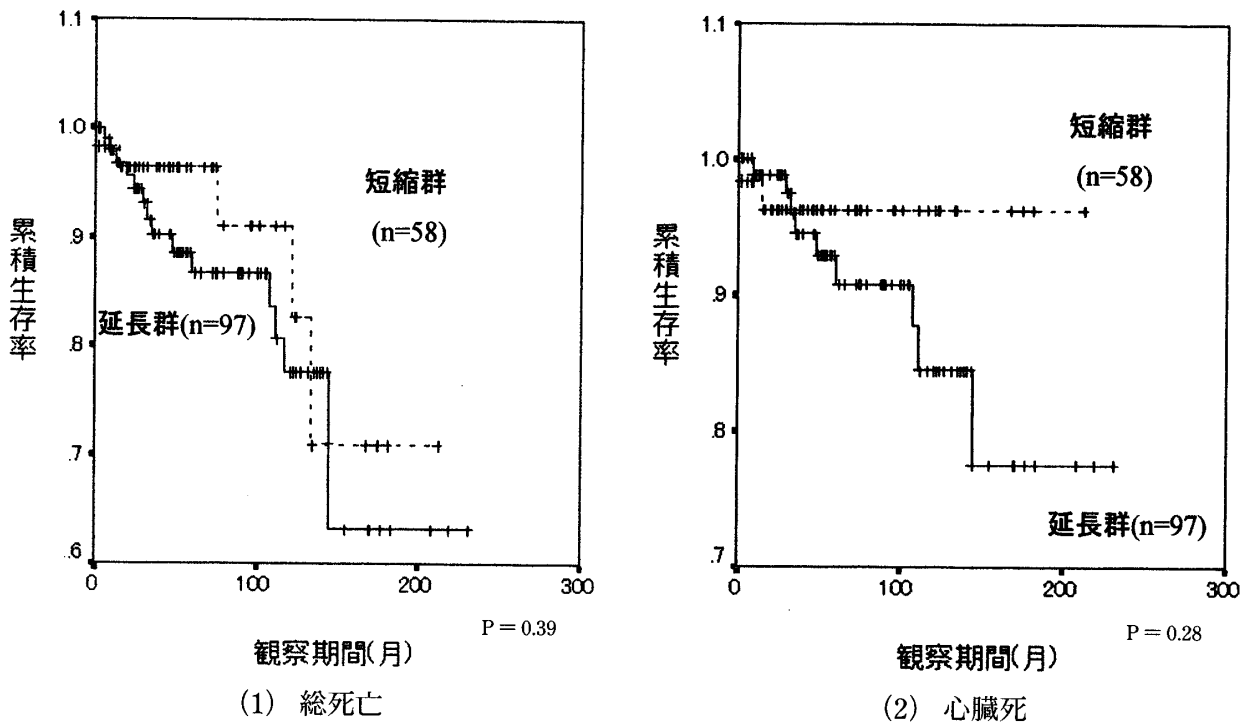 1.1
1.0
.9
.8
.7
.6
0
100
200
300
累積生存率
短縮群
(n=58)
延長群(n=97)
P = 0.39
観察期間(月)
(1) 総死亡
1.1
1.0
.9
.8
.7
0
100
200
300
累積生存率
短縮群
(n=58)
延長群(n=97)
P = 0.28
観察期間(月)
(2) 心臓死